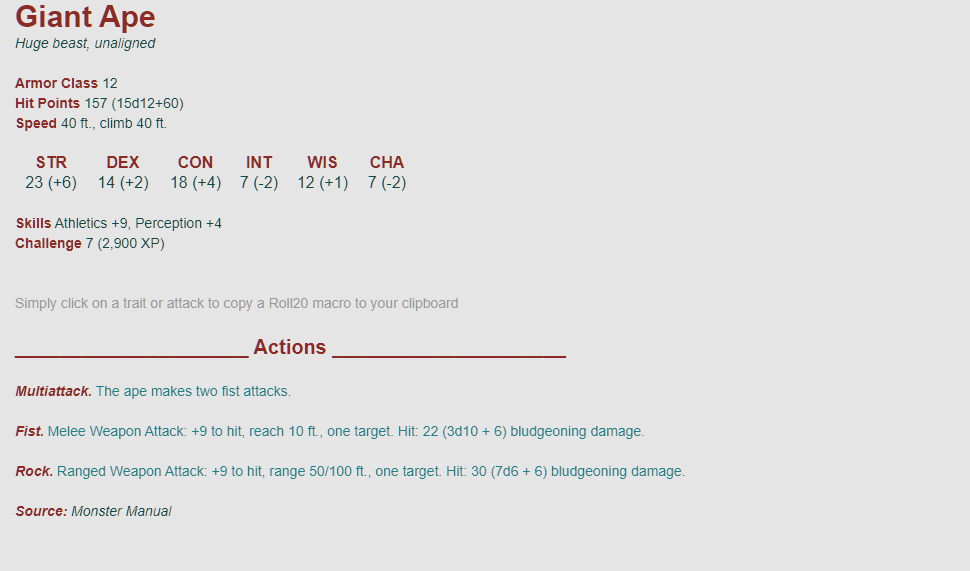 Giant Ape
Huge beast, unaligned
Armor Class 12
Hit Points 157 (15d12+60)
Speed 40 ft., climb 40 ft.
STR DEX CON INT WIS CHA
23 (+6) 14 (+2) 18 (+4) 7 (-2) 12 (+1) 7 (-2)
Skills Athletics +9, Perception +4
Challenge 7 (2,900 XP)
Simply click on a trait or attack to copy a Roll20 macro to your clipboard
_____________________ Actions _____________________
Multiattack. The ape makes two fist attacks.
Fist. Melee Weapon Attack: +9 to hit, reach 10 ft., one target. Hit: 22 (3d10 + 6) bludgeoning damage.
Rock. Ranged Weapon Attack: +9 to hit, range 50/100 ft., one target. Hit: 30 (7d6 + 6) bludgeoning damage.
Source: Monster Manual